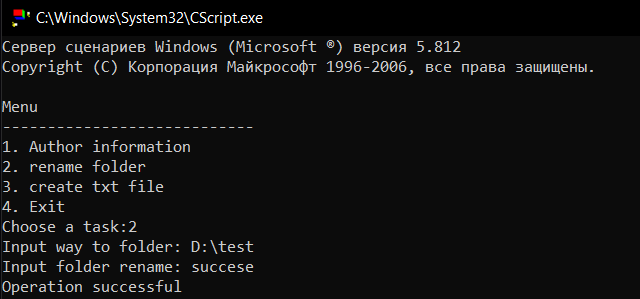 C:\Windows\System32\CScript.exe
Сервер сценариев Windows (Microsoft ®) версия 5.812
Copyright (C) Корпорация Майкрософт 1996-2006, все права защищены.
Menu
----------------------------
1. Author information
2. rename folder
3. create txt file
4. Exit
Choose a task:2
Input way to folder: D:\test
Input folder rename: succese
Operation successful